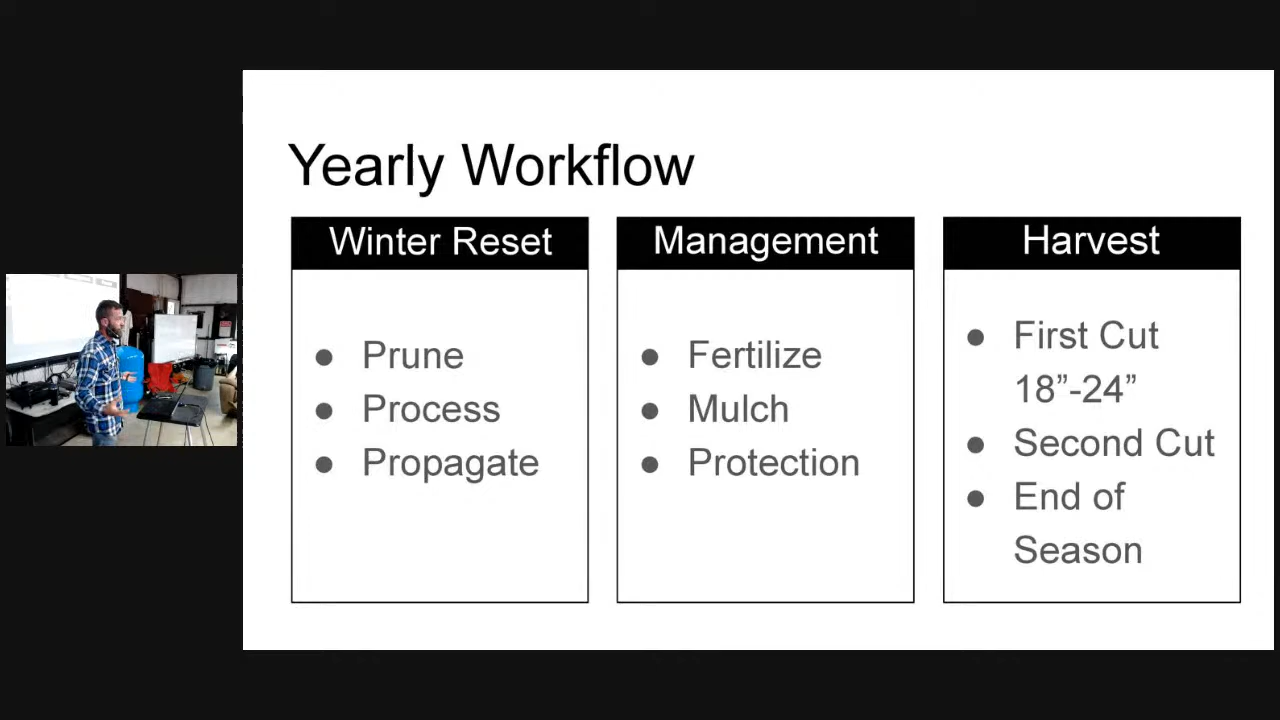 Yearly Workflow
Winter Reset
● Prune
● Process
● Propagate
Management
● Fertilize
● Mulch
● Protection
Harvest
● First Cut
18”-24”
● Second Cut
● End of
Season